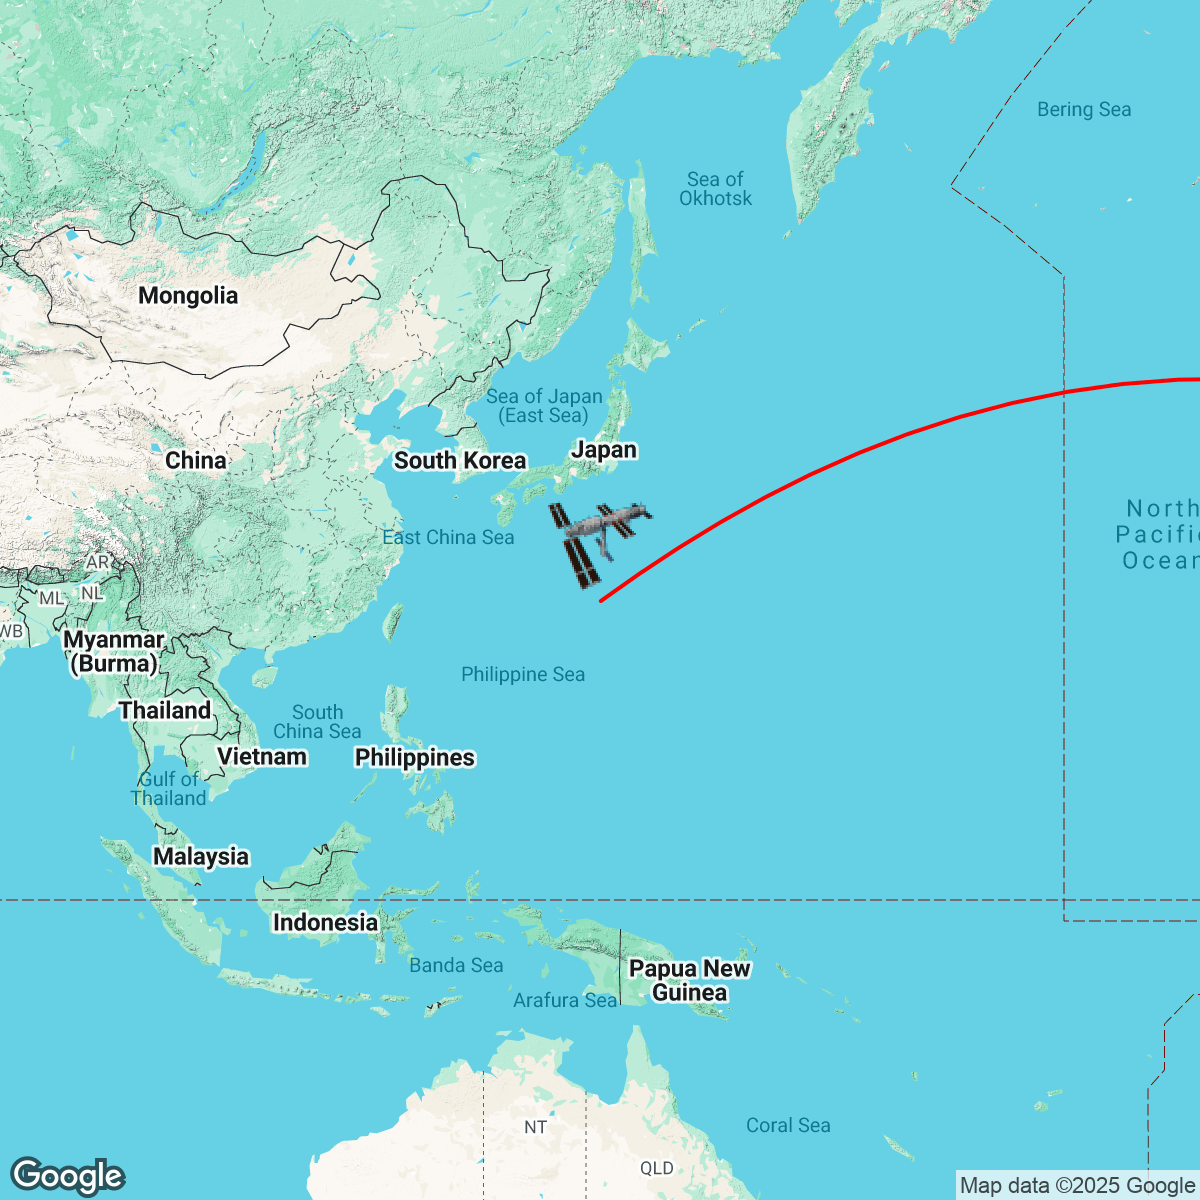 Bering Sea
Sea of
Okhotsk
Mongolia
Sea of Japan
(East Sea)
Japan
China
South Korea
North
Pacific
Ocean
East China Sea
AR
ML
NL
WB
Myanmar
(Burma)
Philippine Sea
Thailand
South
China Sea
Vietnam
Philippines
Gulf of
Thailand
Malaysia
Indonesia
Banda Sea
Papua New
Guinea
Arafura Sea
NT
Coral Sea
QLD
Google
Map data ©2025 Google